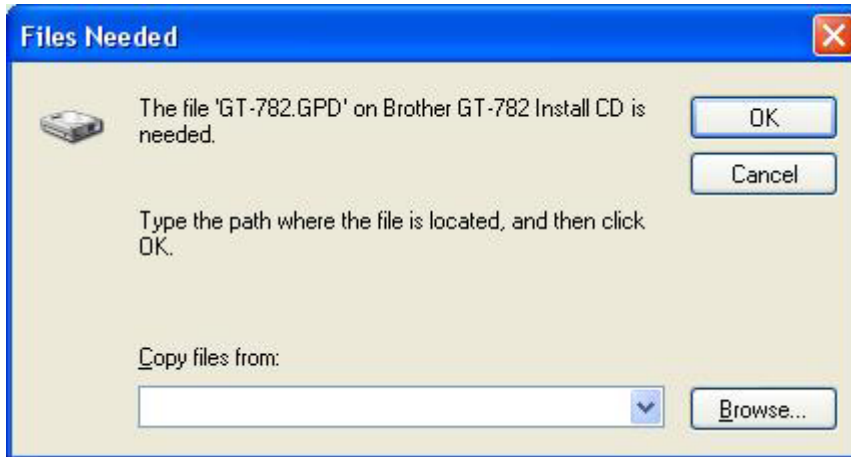 Files Needed
The file 'GT-782.GPD' on Brother GT-782 Install CD is
needed.
OK
Cancel
Type the path where the file is located, and then click
OK.
Copy files from:
Browse...